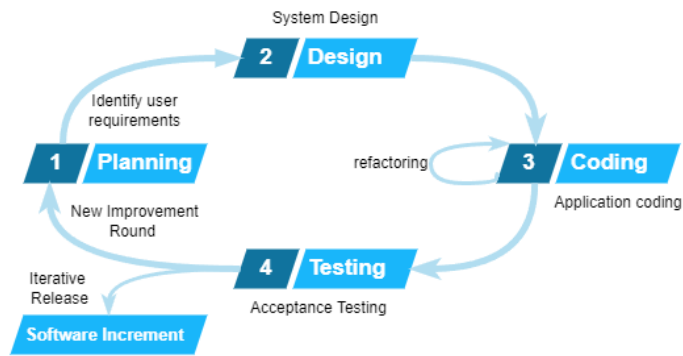 System Design
2 Design
Identify user
requirements
1 Planning
refactoring
3 Coding
Application coding
New Improvement
Round
4 Testing
Iterative
Release
Acceptance Testing
Software Increment